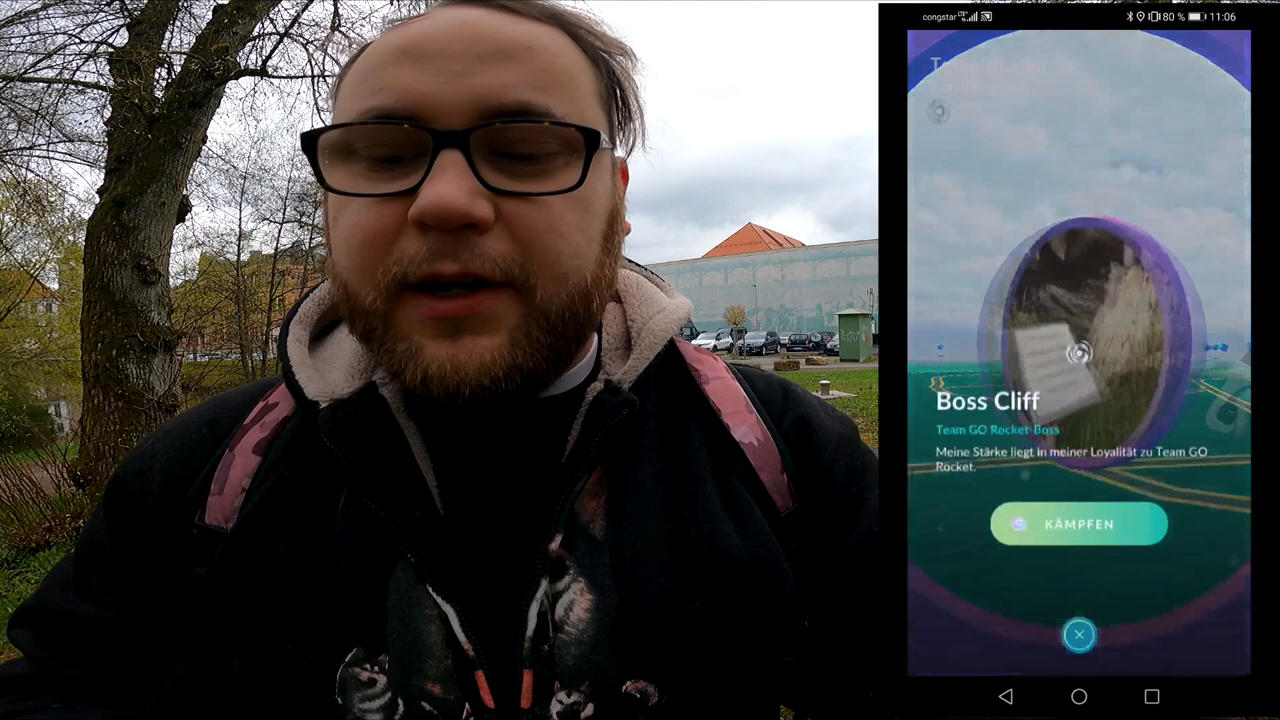 congstar
80 %
11:06
Boss Cliff
Team GO Rocket-Boss
Meine Stärke liegt in meiner Loyalität zu Team GO
Rocket.
KÄMPFEN